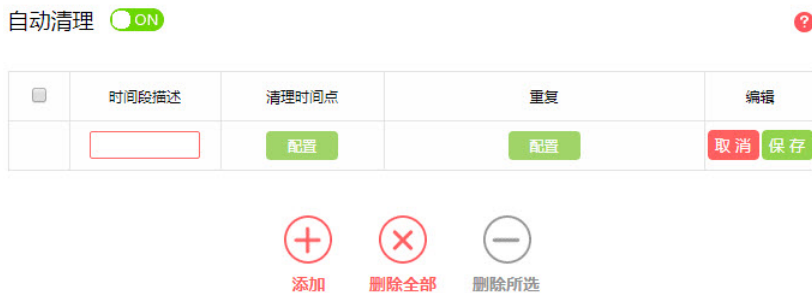 自动清理 ON ?
时间段描述 清理时间点 重复 编辑
配置 配置 取消 保存
添加 删除全部 删除所选